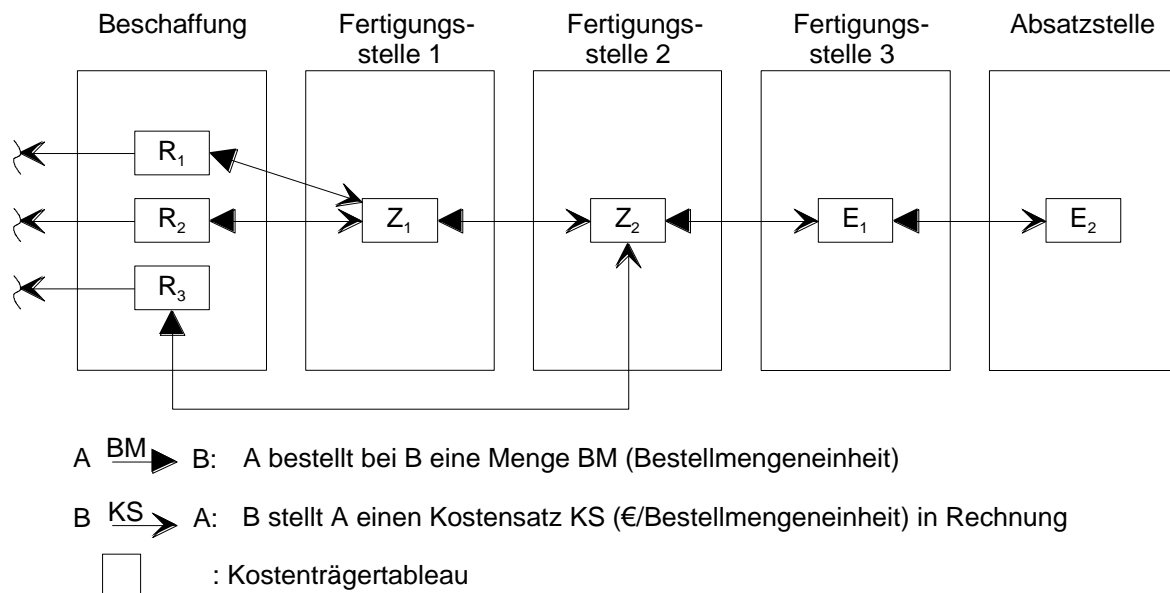 Beschaffung
Fertigungs-
stelle 1
Fertigungs-
stelle 2
Fertigungs-
stelle 3
Absatzstelle
R₁
R₂
R₃
Z₁
Z₂
E₁
E₂
A BM B: A bestellt bei B eine Menge BM (Bestellmengeneinheit)
B KS A: B stellt A einen Kostensatz KS (€/Bestellmengeneinheit) in Rechnung
: Kostenträgertableau